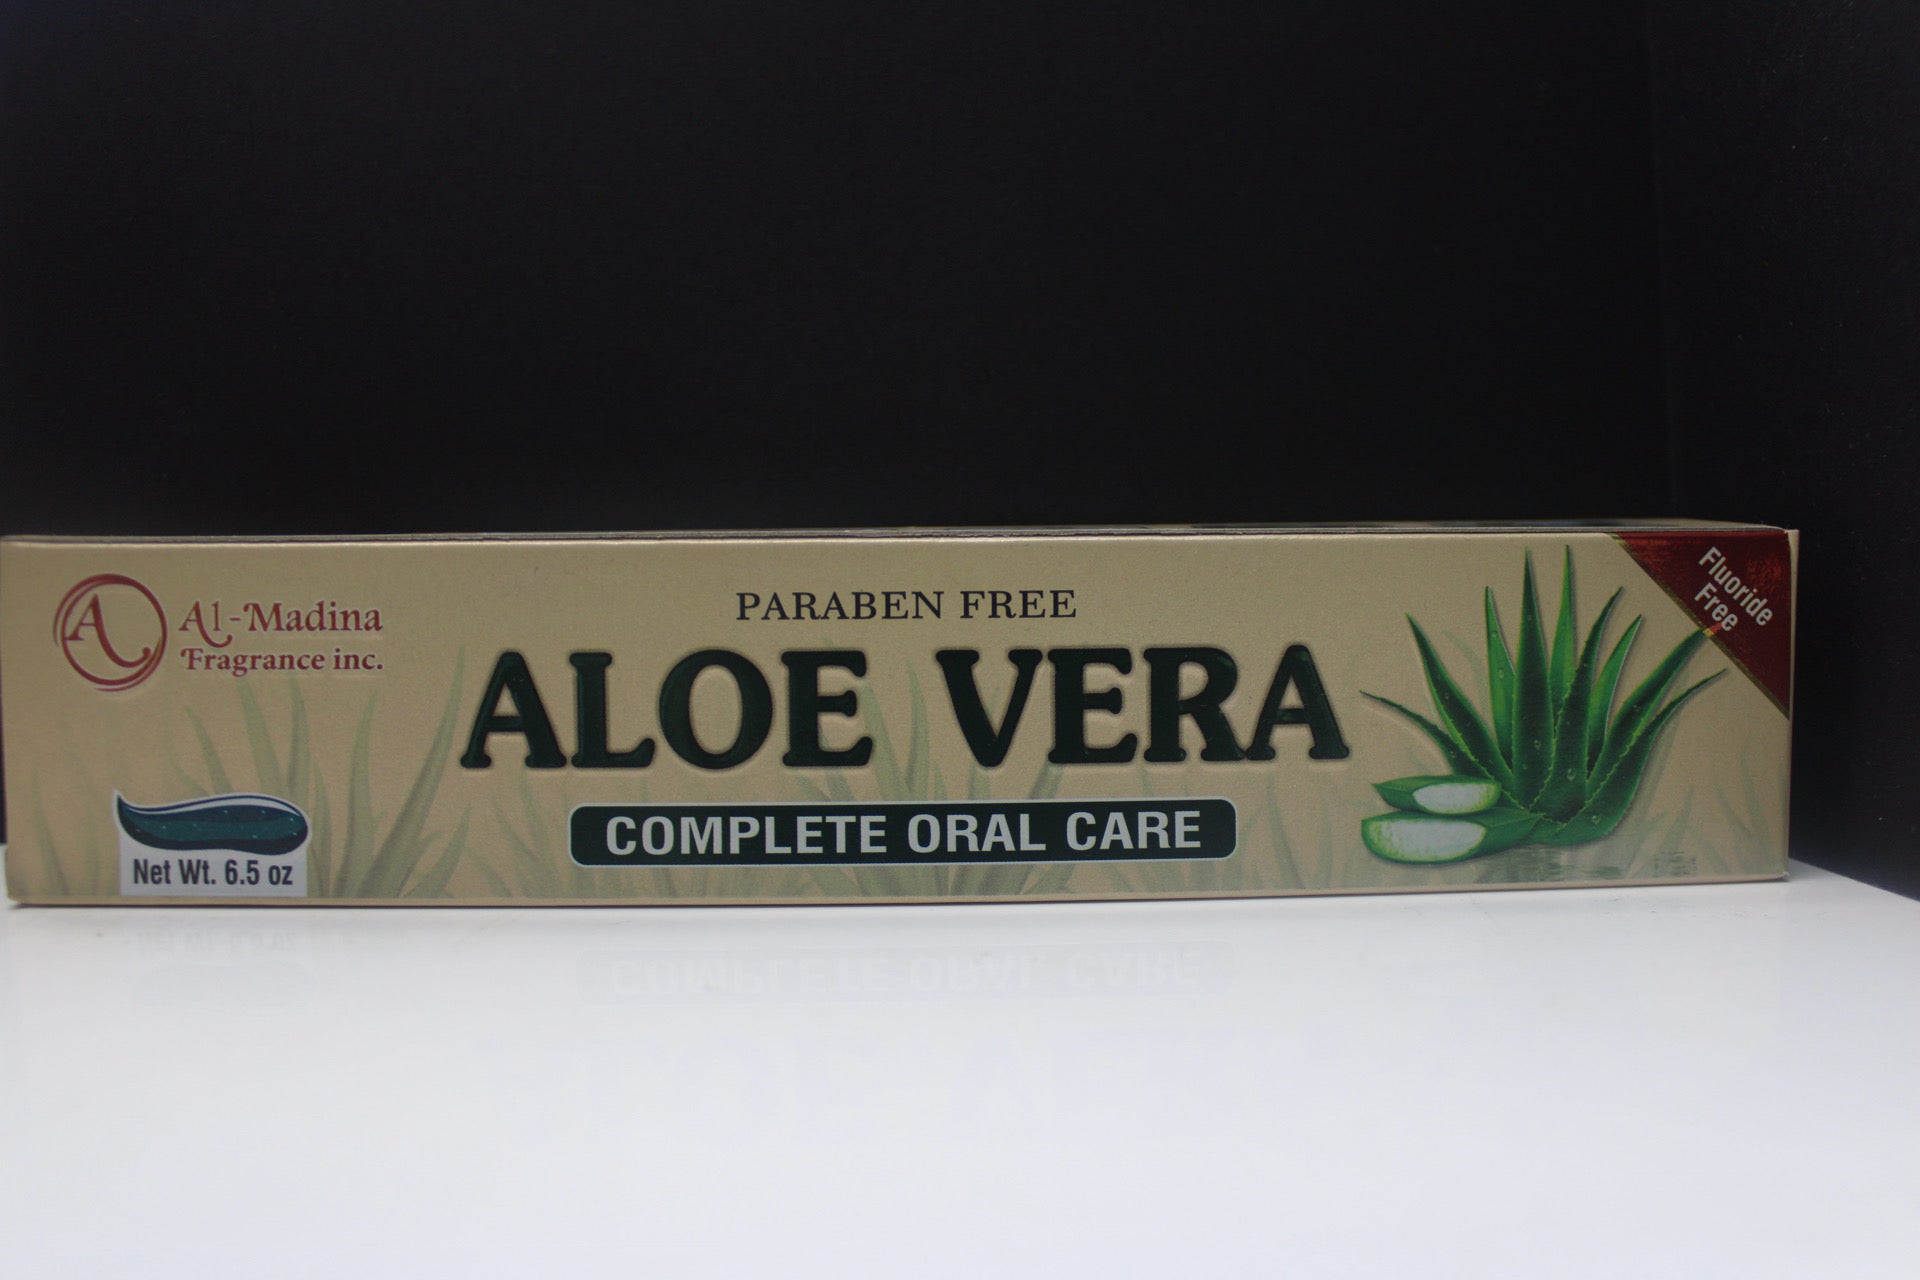 A
Al-Madina
Fragrance inc.
PARABEN FREE
ALOE VERA
COMPLETE ORAL CARE
Net Wt. 6.5 oz
Fluoride
Free